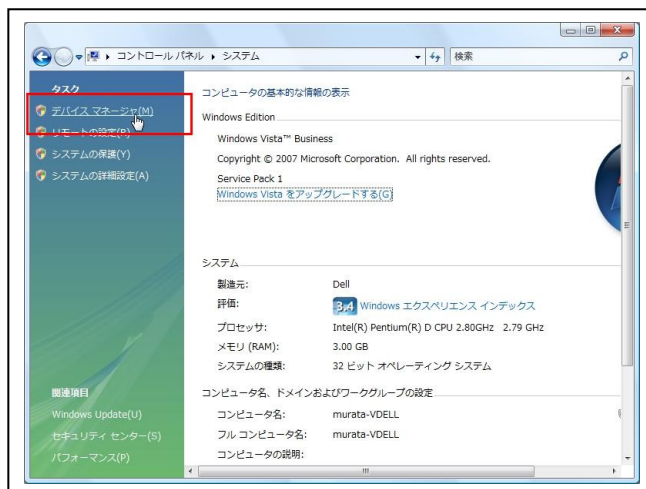 コントロール パネル ▸ システム
検索
タスク
デバイス マネージャ(M)
リモートの設定(R)
システムの保護(Y)
システムの詳細設定(A)
コンピュータの基本的な情報の表示
Windows Edition
Windows Vista™ Business
Copyright © 2007 Microsoft Corporation. All rights reserved.
Service Pack 1
Windows Vista をアップグレードする(G)
システム
製造元: Dell
評価: 3,4 Windows エクスペリエンス インデックス
プロセッサ: Intel(R) Pentium(R) D CPU 2.80GHz 2.79 GHz
メモリ (RAM): 3.00 GB
システムの種類: 32 ビット オペレーティング システム
コンピュータ名、ドメインおよびワークグループの設定
コンピュータ名: murata-VDELL
フル コンピュータ名: murata-VDELL
コンピュータの説明:
関連項目
Windows Update(U)
セキュリティ センター(S)
パフォーマンス(P)